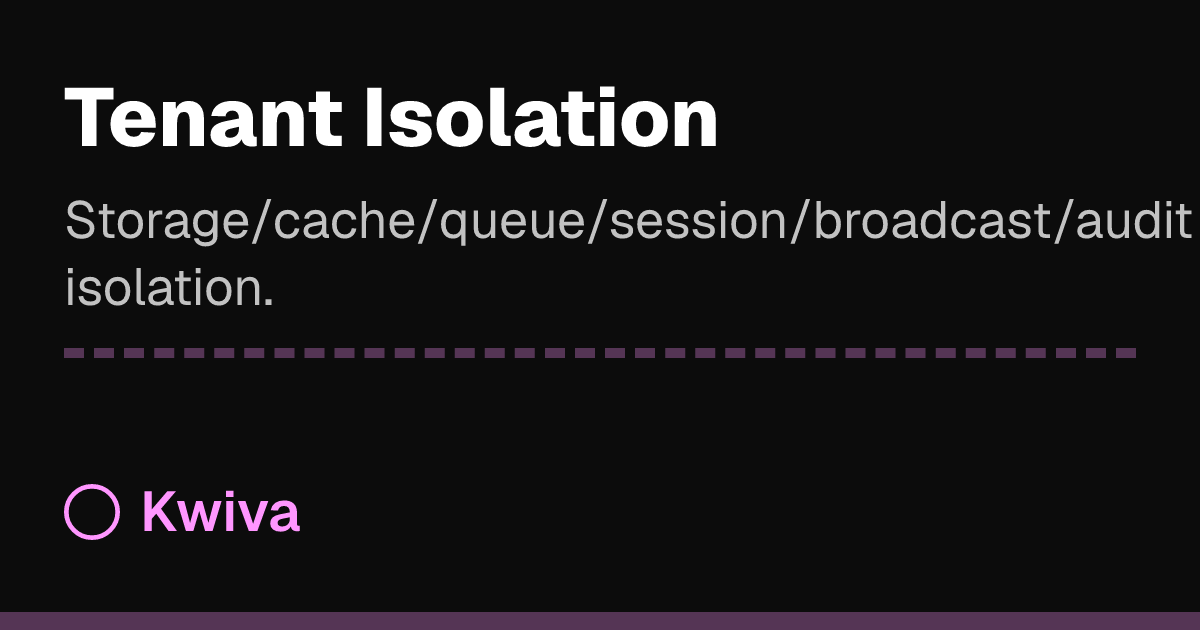 Tenant Isolation
Storage/cache/queue/session/broadcast/audit
isolation.
Kwiva